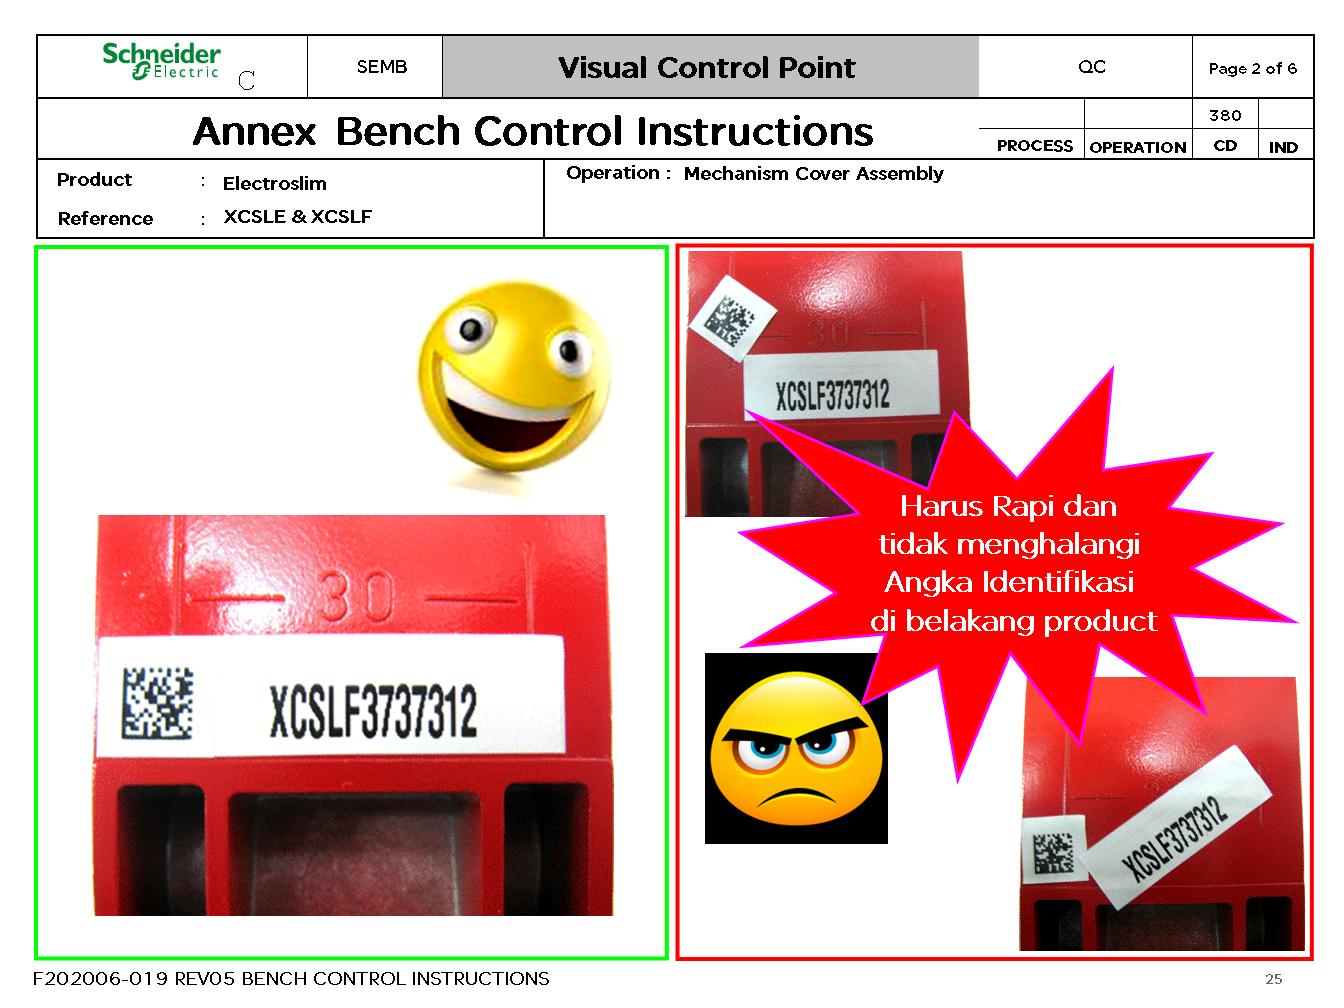 Schneider
Electric
C
SEMB
Visual Control Point
QC
Page 2 of 6
Annex Bench Control Instructions
380
PROCESS
OPERATION
CD
IND
Product : Electroslim
Reference : XCSLE & XCSLF
Operation : Mechanism Cover Assembly
30
XCSLF3737312
30
XCSLF3737312
Harus Rapi dan
tidak menghalangi
Angka Identifikasi
di belakang product
XCSLF3737312
F202006-019 REV05 BENCH CONTROL INSTRUCTIONS
25